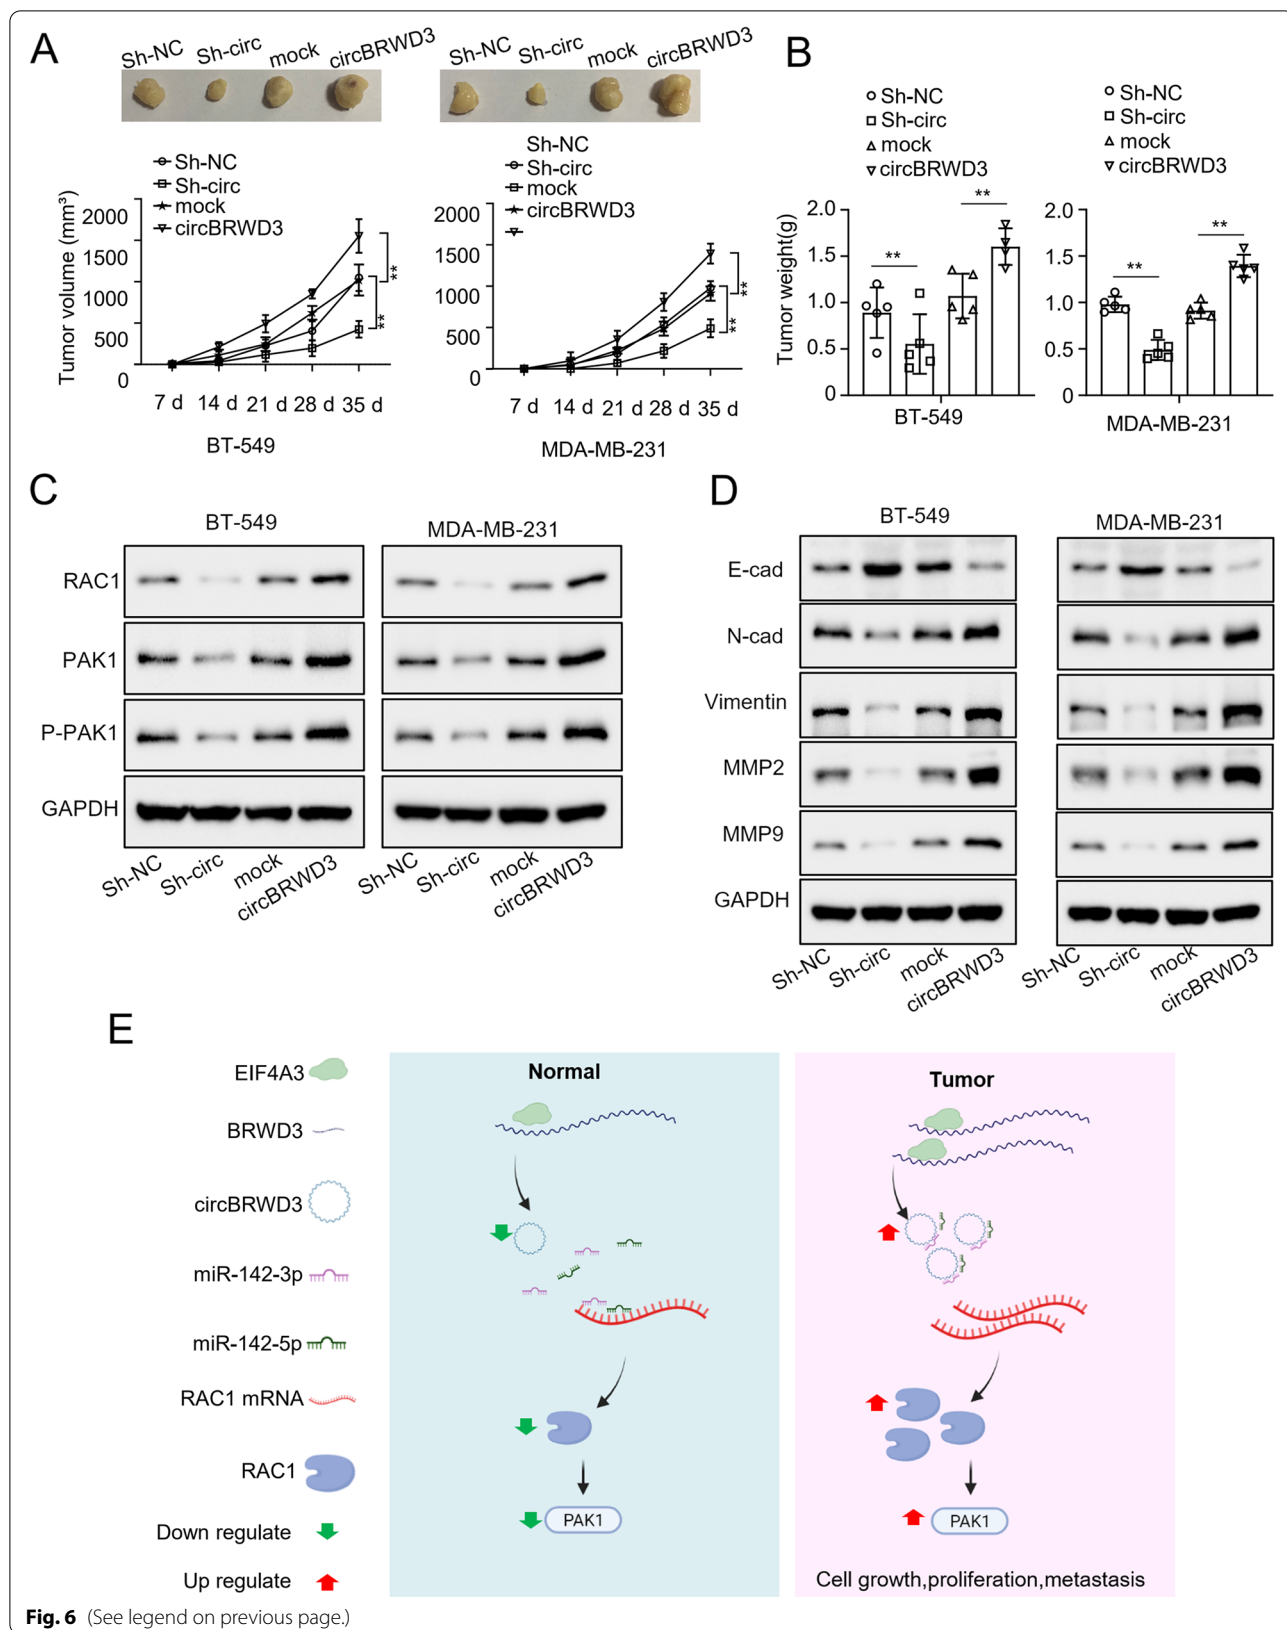 A
Sh-NC Sh-circ mock circBRWD3
Sh-NC Sh-circ mock circBRWD3
Sh-NC
Sh-circ
mock
circBRWD3
Tumor volume (mm³)
2000
1000
500
0
7 d 14 d 21 d 28 d 35 d
**
**
BT-549
Sh-NC
Sh-circ
mock
circBRWD3
2000
1000
500
0
7 d 14 d 21 d 28 d 35 d
**
**
MDA-MB-231
B
Sh-NC
Sh-circ
mock
circBRWD3
Tumor weight(g)
2.0
1.5
1.0
0.5
0
**
**
BT-549
Sh-NC
Sh-circ
mock
circBRWD3
2.0
1.5
1.0
0.5
0
**
**
MDA-MB-231
C
BT-549 MDA-MB-231
RAC1
PAK1
P-PAK1
GAPDH
Sh-NC Sh-circ mock circBRWD3 Sh-NC Sh-circ mock circBRWD3
D
BT-549 MDA-MB-231
E-cad
N-cad
Vimentin
MMP2
MMP9
GAPDH
Sh-NC Sh-circ mock circBRWD3 Sh-NC Sh-circ mock circBRWD3
E
EIF4A3
BRWD3
circBRWD3
miR-142-3p
miR-142-5p
RAC1 mRNA
RAC1
Down regulate
Up regulate
Normal
PAK1
Tumor
PAK1
Cell growth,proliferation,metastasis
Fig. 6 (See legend on previous page.)